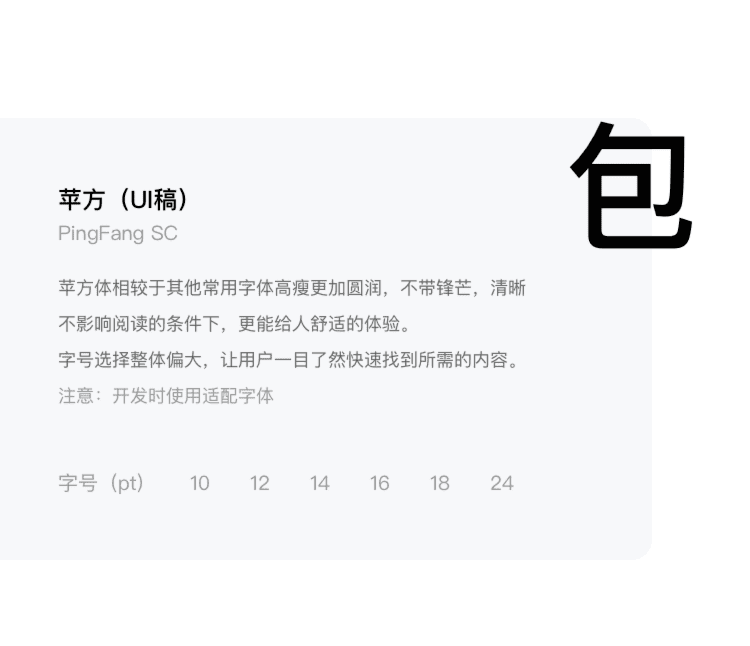 包
苹方（UI稿）
PingFang SC
苹方体相较于其他常用字体高瘦更加圆润，不带锋芒，清晰
不影响阅读的条件下，更能给人舒适的体验。
字号选择整体偏大，让用户一目了然快速找到所需的内容。
注意：开发时使用适配字体
字号（pt） 10 12 14 16 18 24